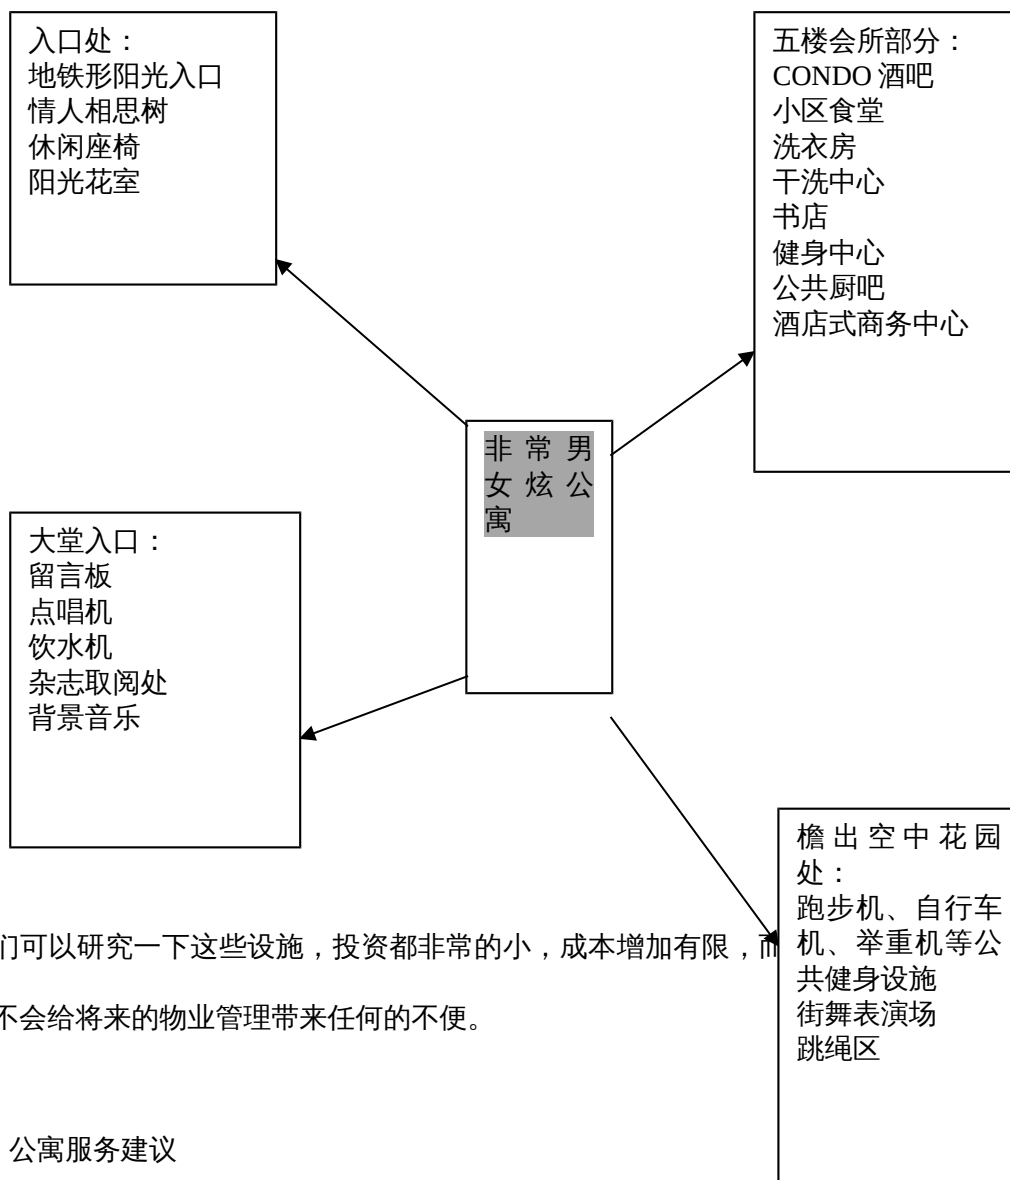 入口处：
地铁形阳光入口
情人相思树
休闲座椅
阳光花室
五楼会所部分：
CONDO 酒吧
小区食堂
洗衣房
干洗中心
书店
健身中心
公共厨吧
酒店式商务中心
非常男
女炫公
寓
大堂入口：
留言板
点唱机
饮水机
杂志取阅处
背景音乐
檐出空中花园
处：
跑步机、自行车
机、举重机等公
共健身设施
街舞表演场
跳绳区
们可以研究一下这些设施，投资都非常的小，成本增加有限，而
不会给将来的物业管理带来任何的不便。
公寓服务建议